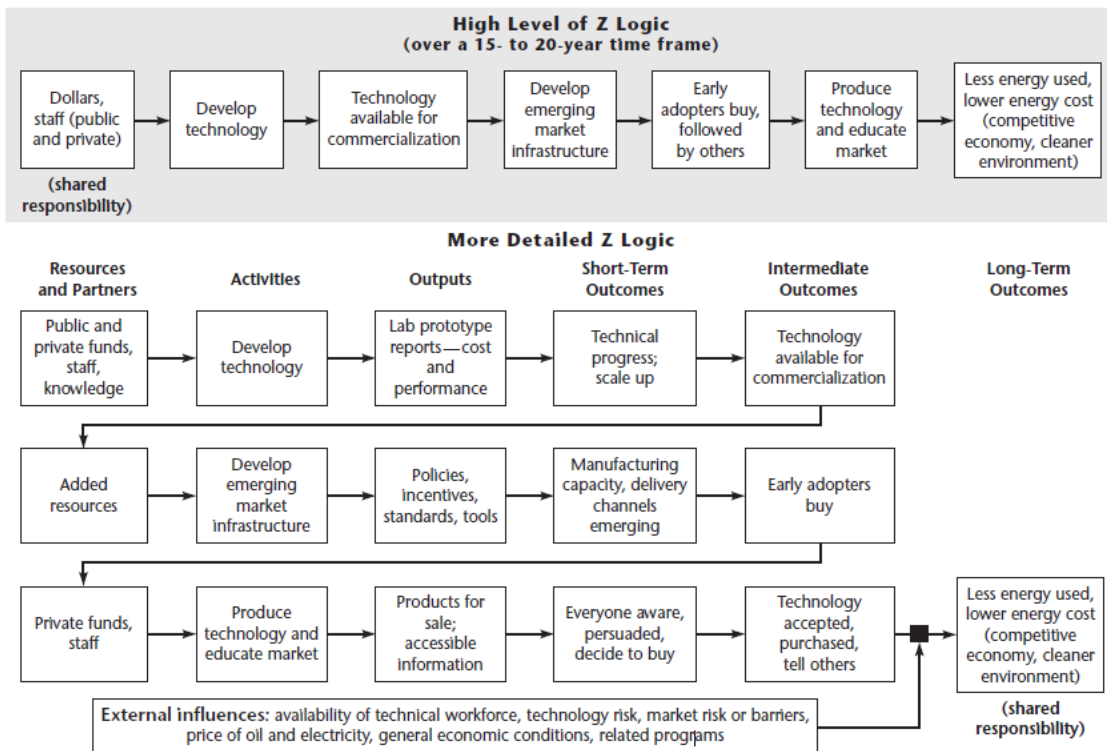 High Level of Z Logic
(over a 15- to 20-year time frame)
Dollars,
staff (public
and private)
Develop
technology
Technology
available for
commercialization
Develop
emerging
market
infrastructure
Early
adopters buy,
followed
by others
Produce
technology
and educate
market
Less energy used,
lower energy cost
(competitive
economy, cleaner
environment)
(shared
responsibility)
More Detailed Z Logic
Resources
and Partners
Activities
Outputs
Short-Term
Outcomes
Intermediate
Outcomes
Long-Term
Outcomes
Public and
private funds,
staff,
knowledge
Develop
technology
Lab prototype
reports—cost
and
performance
Technical
progress;
scale up
Technology
available for
commercialization
Added
resources
Develop
emerging
market
infrastructure
Policies,
incentives,
standards, tools
Manufacturing
capacity, delivery
channels
emerging
Early adopters
buy
Private funds,
staff
Produce
technology and
educate market
Products for
sale;
accessible
information
Everyone aware,
persuaded,
decide to buy
Technology
accepted,
purchased,
tell others
Less energy used,
lower energy cost
(competitive
economy, cleaner
environment)
(shared
responsibility)
External influences: availability of technical workforce, technology risk, market risk or barriers,
price of oil and electricity, general economic conditions, related programs